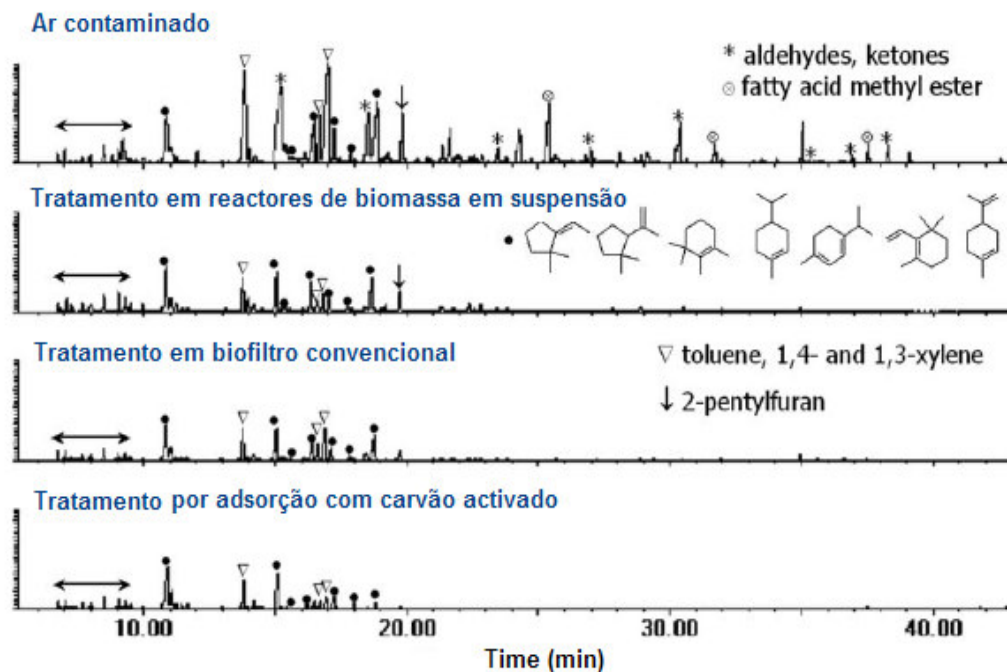 Ar contaminado
* aldehydes, ketones
⊗ fatty acid methyl ester
Tratamento em reactores de biomassa em suspensão
Tratamento em biofiltro convencional
▽ toluene, 1,4- and 1,3-xylene
↓ 2-pentylfuran
Tratamento por adsorção com carvão activado
10.00 20.00 30.00 40.00
Time (min)